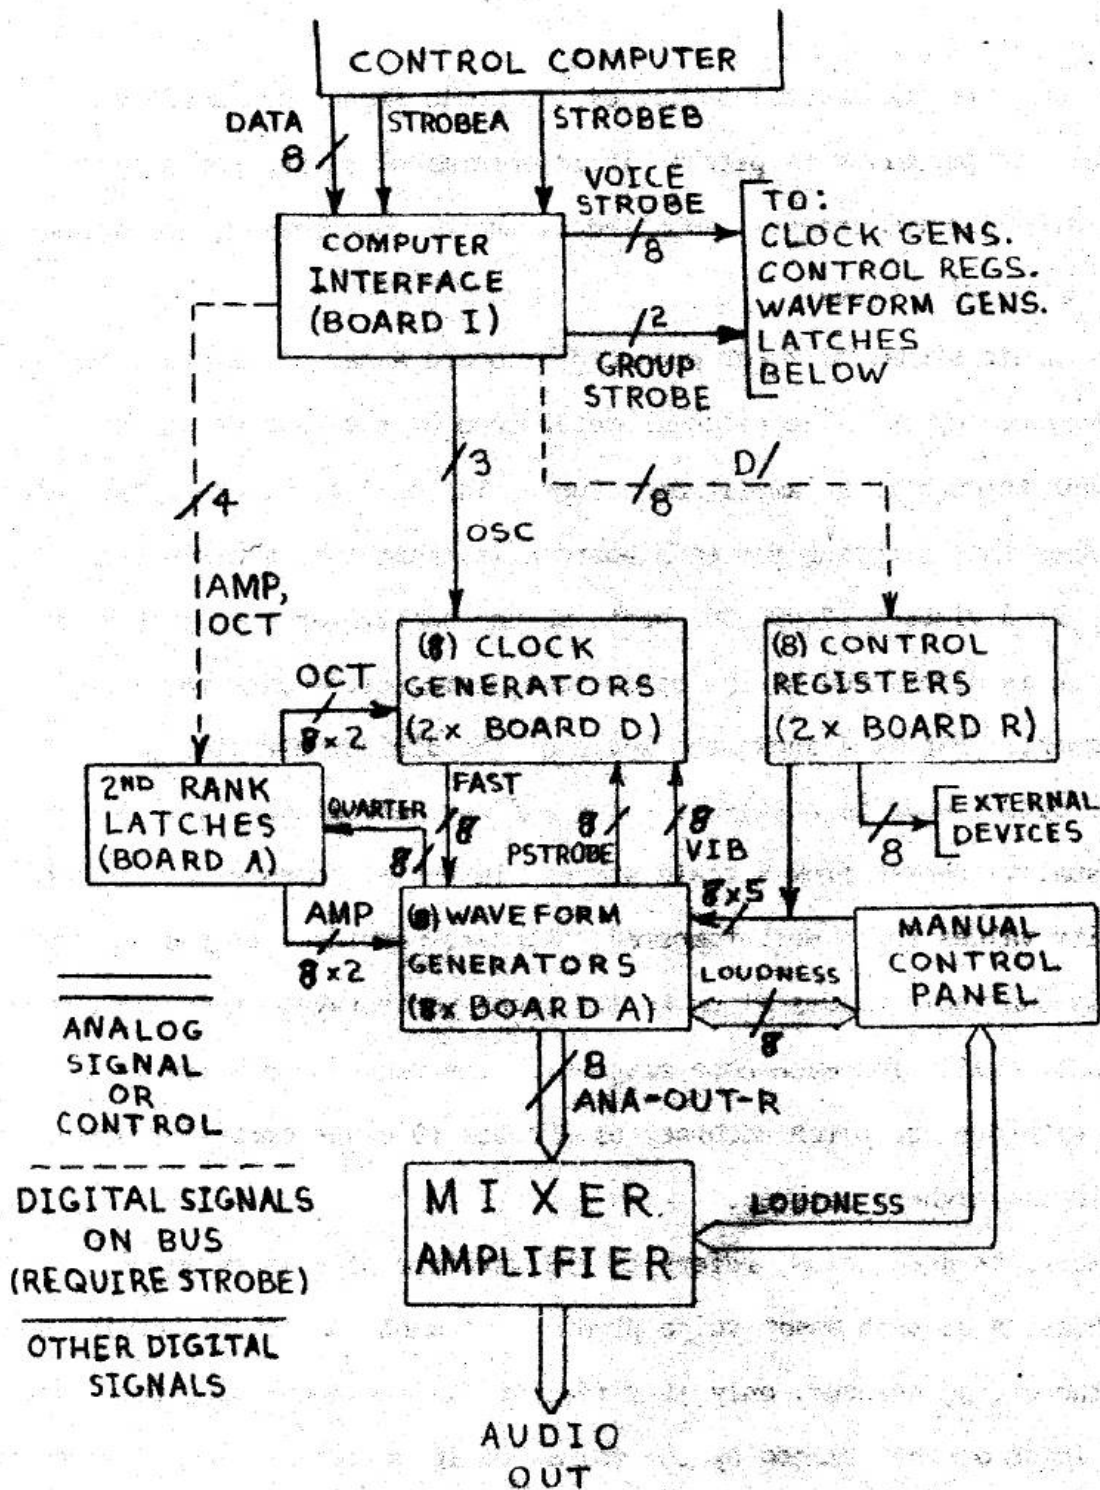 CONTROL COMPUTER
DATA
8
STROBEA
STROBEB
VOICE
STROBE
8
TO:
CLOCK GENS.
CONTROL REGS.
WAVEFORM GENS.
LATCHES
BELOW
COMPUTER
INTERFACE
(BOARD I)
2
GROUP
STROBE
4
3
OSC
D/
8
AMP,
OCT
OCT
8x2
(8) CLOCK
GENERATORS
(2x BOARD D)
(8) CONTROL
REGISTERS
(2x BOARD R)
2ND RANK
LATCHES
(BOARD A)
QUARTER
8
FAST
8
8
PSTROBE
8
VIB
8
EXTERNAL
DEVICES
8x5
AMP
8x2
(8) WAVEFORM
GENERATORS
(8x BOARD A)
LOUDNESS
8
MANUAL
CONTROL
PANEL
ANALOG
SIGNAL
OR
CONTROL
8
ANA-OUT-R
DIGITAL SIGNALS
ON BUS
(REQUIRE STROBE)
MIXER.
AMPLIFIER
LOUDNESS
OTHER DIGITAL
SIGNALS
AUDIO
OUT